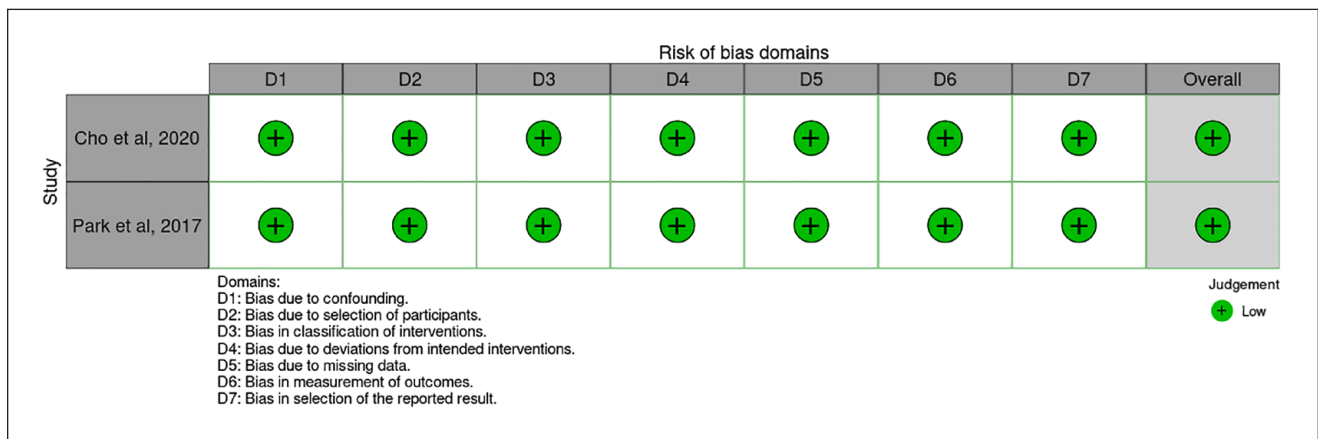 Risk of bias domains
D1 D2 D3 D4 D5 D6 D7 Overall
Study
Cho et al, 2020 + + + + + + + +
Park et al, 2017 + + + + + + + +
Domains:
D1: Bias due to confounding.
D2: Bias due to selection of participants.
D3: Bias in classification of interventions.
D4: Bias due to deviations from intended interventions.
D5: Bias due to missing data.
D6: Bias in measurement of outcomes.
D7: Bias in selection of the reported result.
Judgement
+ Low